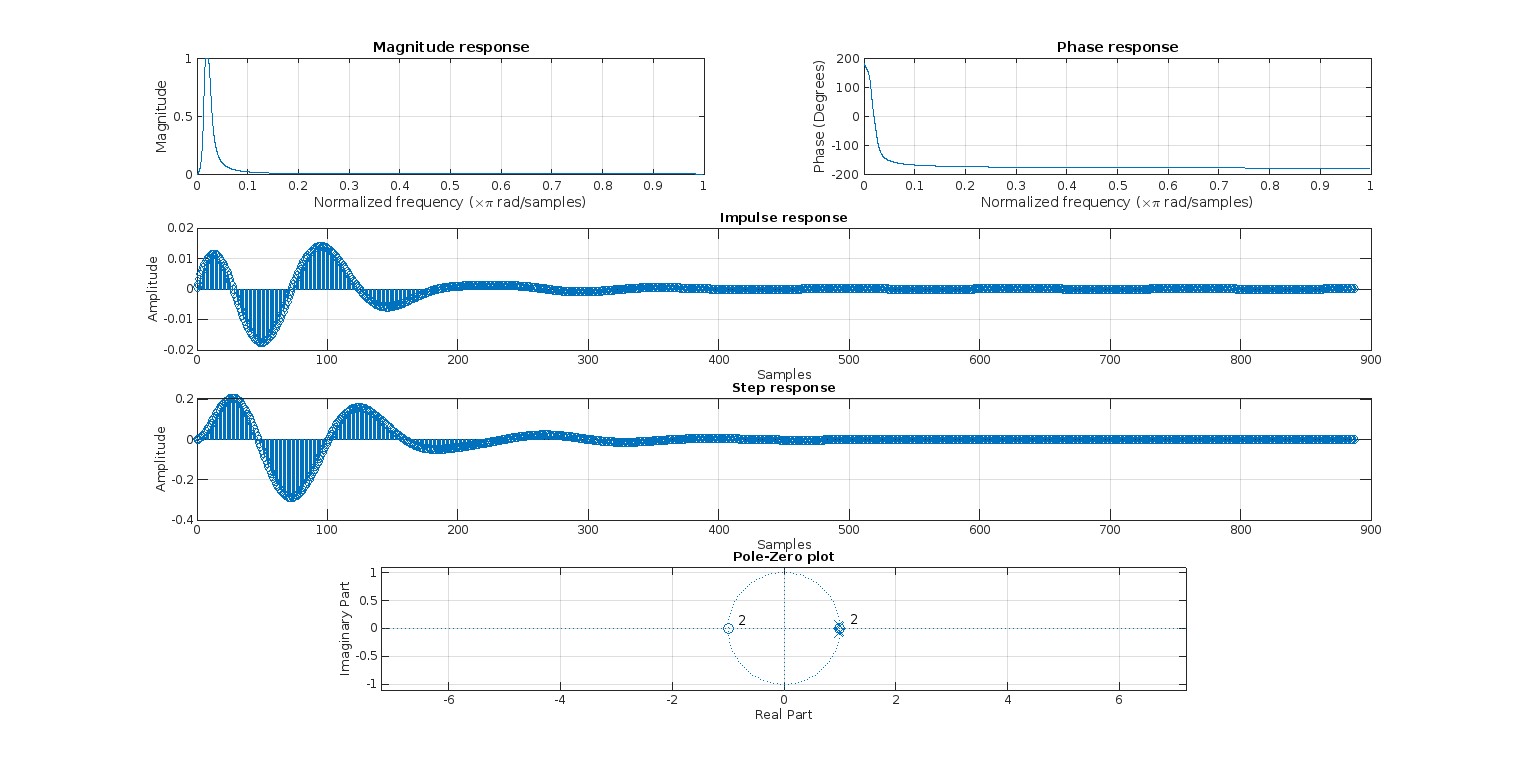 Magnitude response
1
0.5
0
Magnitude
0 0.1 0.2 0.3 0.4 0.5 0.6 0.7 0.8 0.9 1
Normalized frequency (×π rad/samples)
Phase response
200
100
0
-100
-200
Phase (Degrees)
0 0.1 0.2 0.3 0.4 0.5 0.6 0.7 0.8 0.9 1
Normalized frequency (×π rad/samples)
Impulse response
0.02
0.01
0
-0.01
-0.02
Amplitude
0 100 200 300 400 500 600 700 800 900
Samples
Step response
0.2
0
-0.2
-0.4
Amplitude
0 100 200 300 400 500 600 700 800 900
Samples
Pole-Zero plot
1
0.5
0
-0.5
-1
Imaginary Part
2 2
-6 -4 -2 0 2 4 6
Real Part